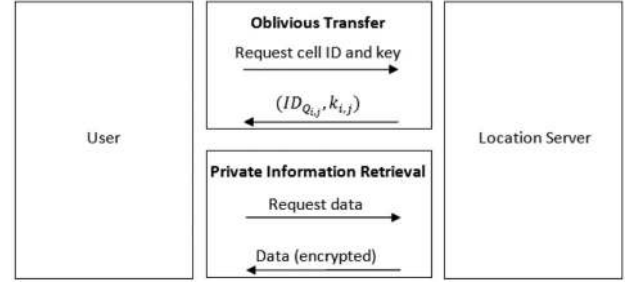 Oblivious Transfer
Request cell ID and key
(ID_{Q_{i,j}}, k_{i,j})
User
Location Server
Private Information Retrieval
Request data
Data (encrypted)